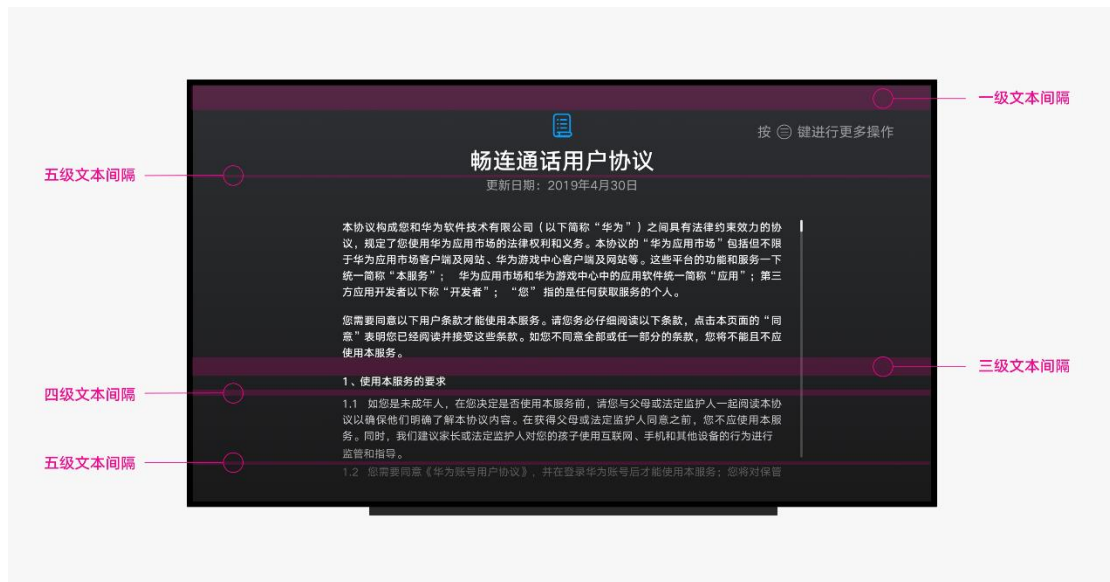 一级文本间隔
按 ㊂ 键进行更多操作
畅连通话用户协议
五级文本间隔
更新日期：2019年4月30日
本协议构成您和华为软件技术有限公司（以下简称“华为”）之间具有法律约束效力的协
议，规定了您使用华为应用市场的法律权利和义务。本协议的“华为应用市场”包括但不限
于华为应用市场客户端及网站、华为游戏中心客户端及网站等。这些平台的功能和服务一下
统一简称“本服务”； 华为应用市场和华为游戏中心中的应用软件统一简称“应用”；第三
方应用开发者以下称“开发者”； “您” 指的是任何获取服务的个人。
您需要同意以下用户条款才能使用本服务。请您务必仔细阅读以下条款，点击本页面的“同
意”表明您已经阅读并接受这些条款。如您不同意全部或任一部分的条款，您将不能且不应
使用本服务。
三级文本间隔
1、使用本服务的要求
四级文本间隔
1.1 如您是未成年人，在您决定是否使用本服务前，请您与父母或法定监护人一起阅读本协
议以确保他们明确了解本协议内容。在获得父母或法定监护人同意之前，您不应使用本服
务。同时，我们建议家长或法定监护人对您的孩子使用互联网、手机和其他设备的行为进行
监管和指导。
五级文本间隔
1.2 您需要同意《华为账号用户协议》，并在登录华为账号后才能使用本服务；您将对保管